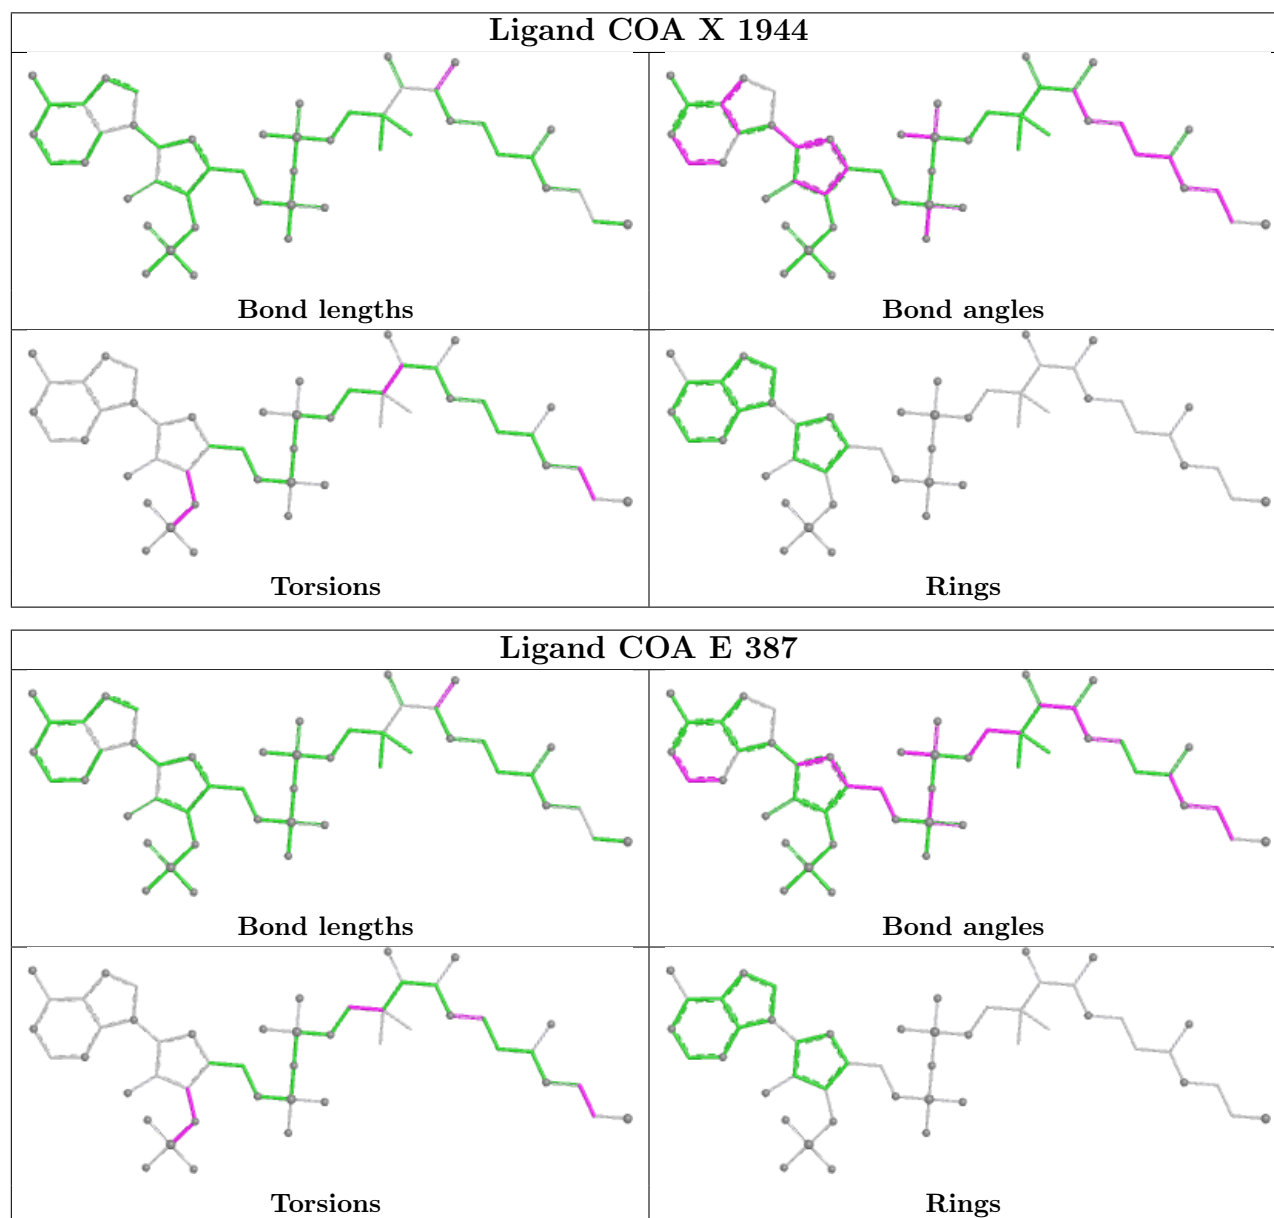 Ligand COA X 1944
Bond lengths
Bond angles
Torsions
Rings
Ligand COA E 387
Bond lengths
Bond angles
Torsions
Rings